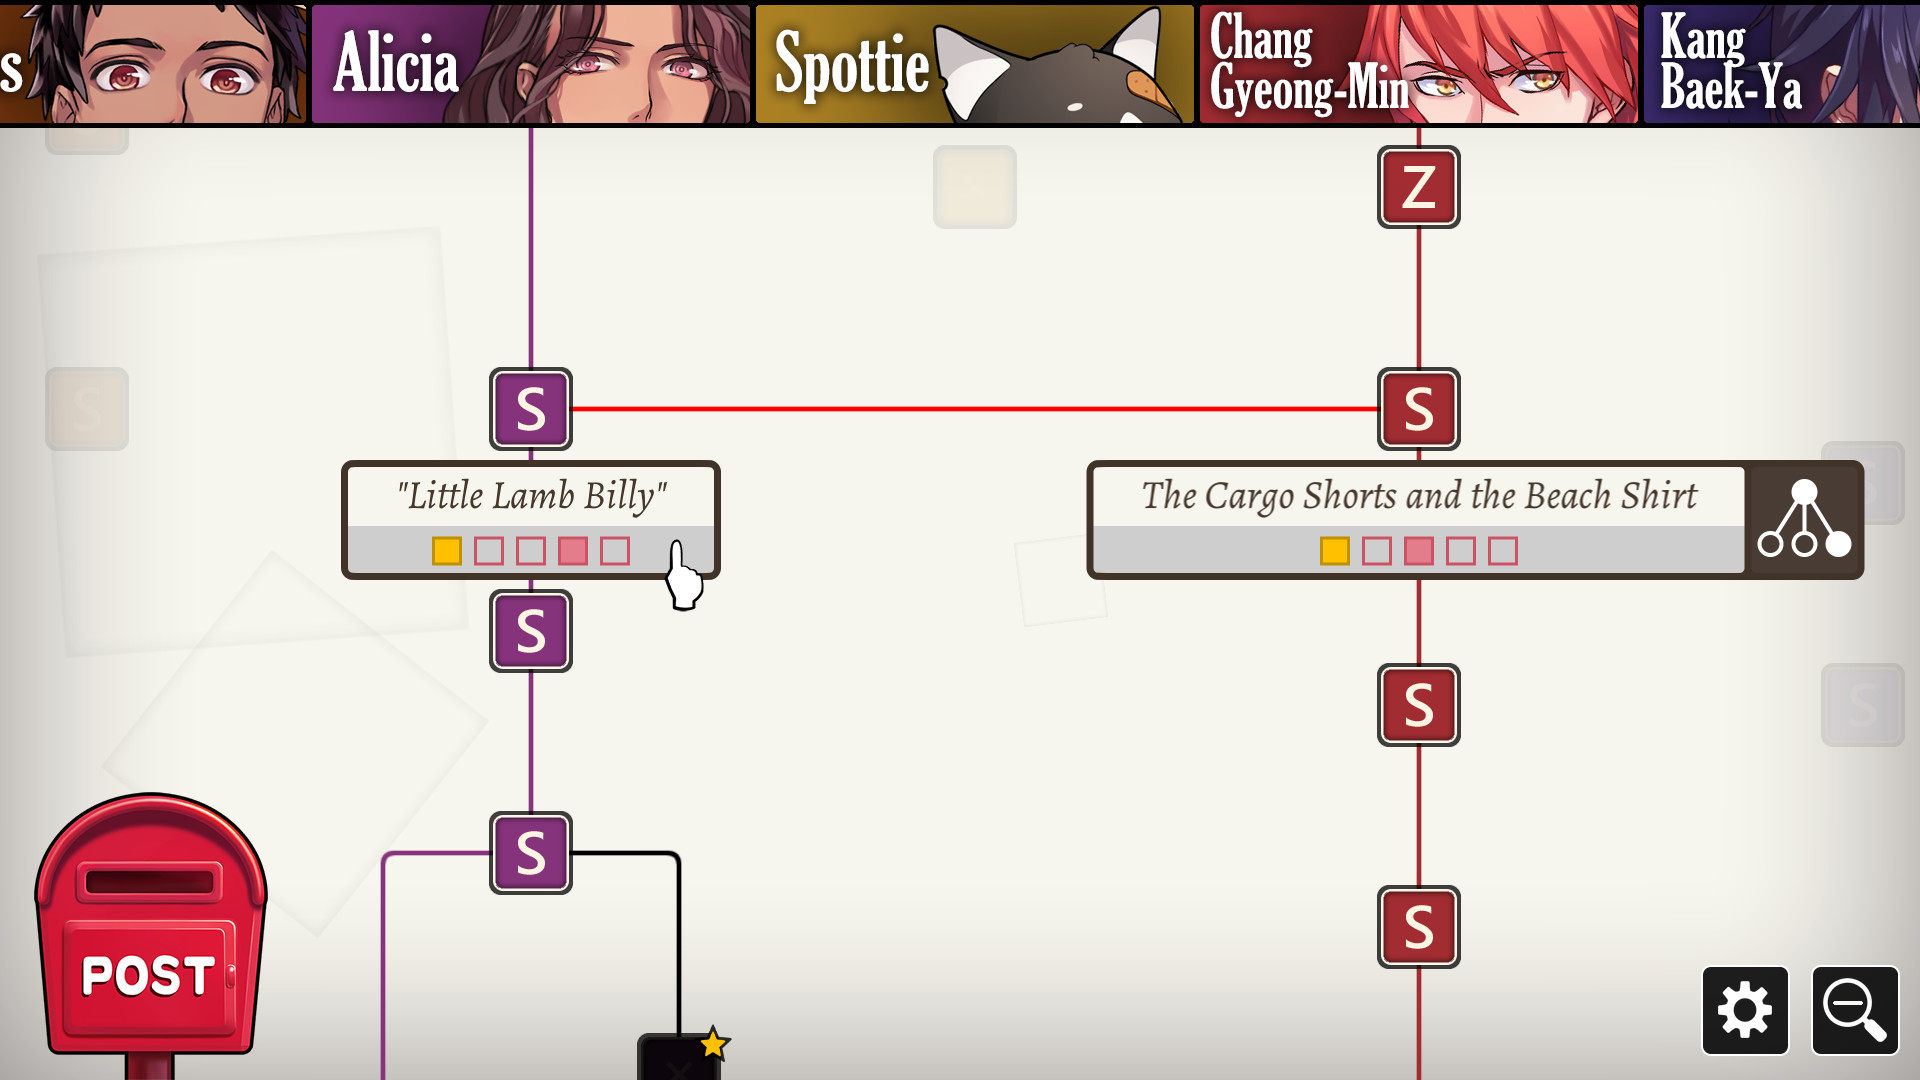 s
Alicia
Spottie
Chang
Gyeong-Min
Kang
Baek-Ya
Z
S
S
S
"Little Lamb Billy"
The Cargo Shorts and the Beach Shirt
S
S
S
S
S
POST
X